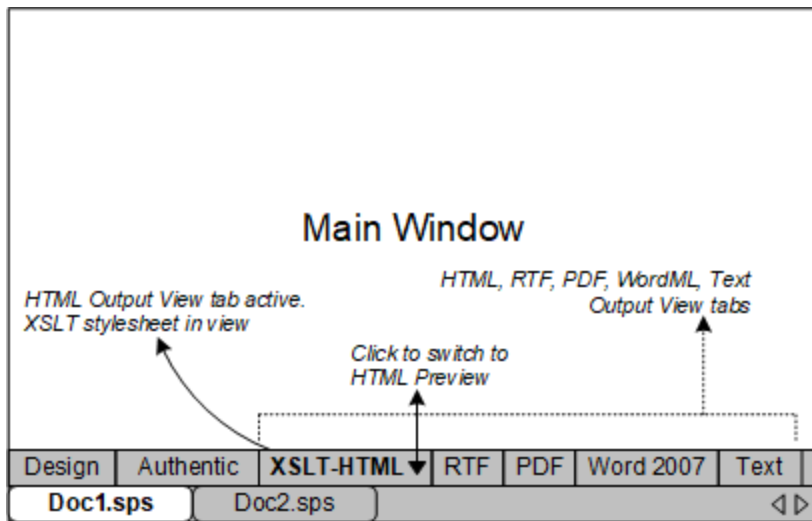 Main Window
HTML, RTF, PDF, WordML, Text
Output View tabs
HTML Output View tab active.
XSLT stylesheet in view
Click to switch to
HTML Preview
Design Authentic XSLT-HTML RTF PDF Word 2007 Text
Doc1.sps Doc2.sps